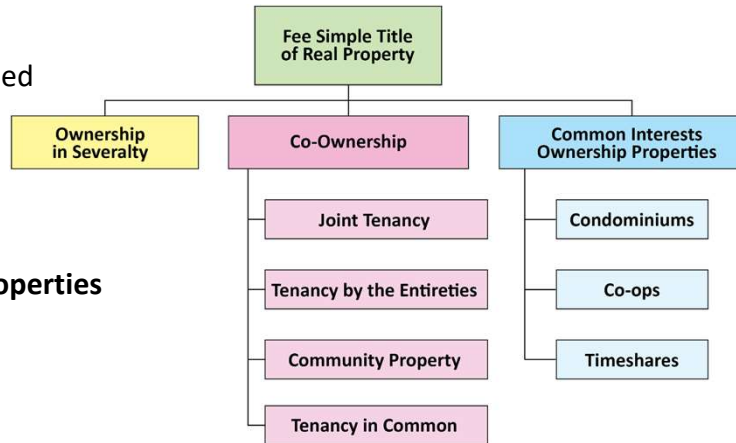 Fee Simple Title
of Real Property
ed
Ownership
in Severalty
Co-Ownership
Common Interests
Ownership Properties
Joint Tenancy
Condominiums
operties
Tenancy by the Entireties
Co-ops
Community Property
Timeshares
Tenancy in Common